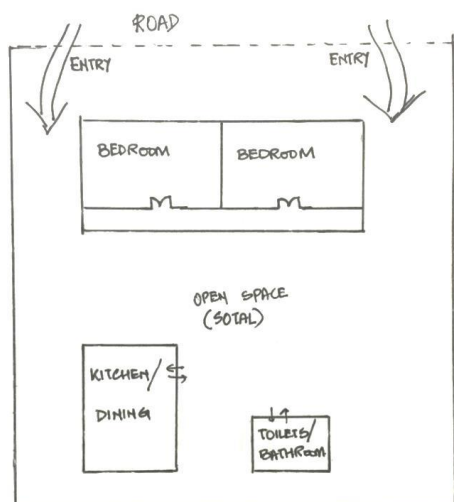 ROAD
ENTRY
ENTRY
BEDROOM
BEDROOM
OPEN SPACE
(SOTAL)
KITCHEN/
DINING
TOILETS/
BATHROOM